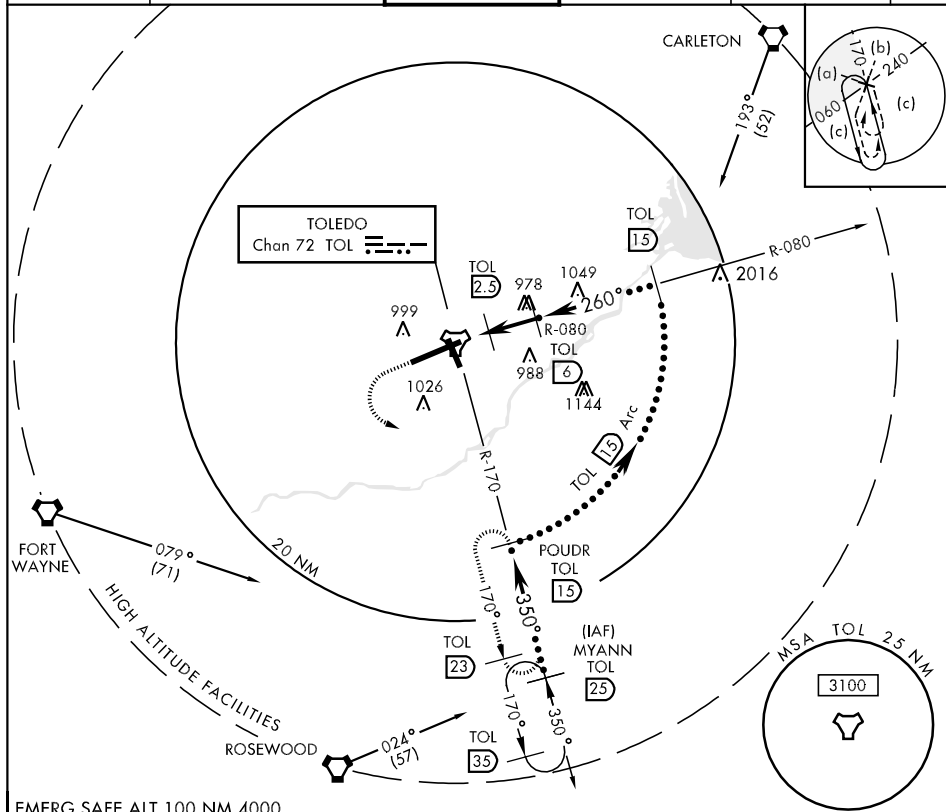 CARLETON
193°
(52)
170
(b)
(a)
240
060
(c)
(c)
TOLEDO
Chan 72 TOL
TOL
15
R-080
2016
TOL
2.5
978
1049
260°
R-080
999
988
TOL
6
1026
1144
R-170
TOL 15 Arc
FORT
WAYNE
079°
(71)
20 NM
POUDR
TOL
15
170°
350°
(IAF)
MYANN
TOL
25
TOL
23
HIGH ALTITUDE FACILITIES
170°
350°
TOL
35
ROSEWOOD
024°
(57)
MSA TOL 25 NM
3100
EMERG SAFE ALT 100 NM 4000